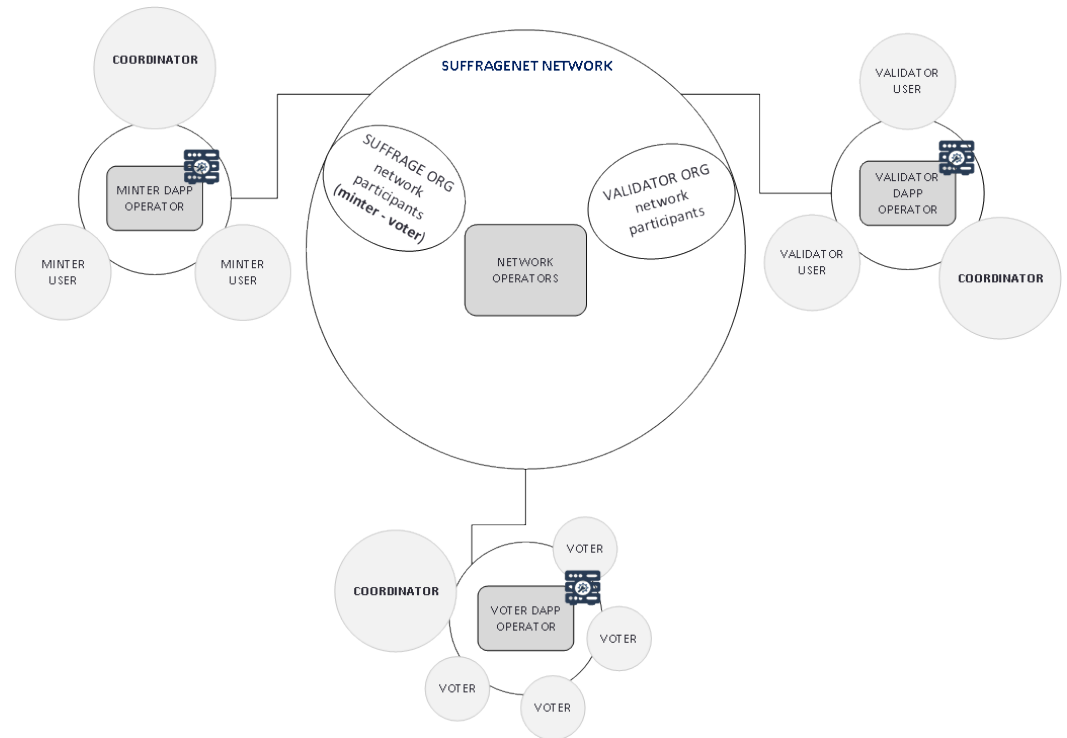 COORDINATOR
MINTER DAPP
OPERATOR
MINTER
USER
MINTER
USER
SUFFRAGENET NETWORK
SUFFRAGE ORG
network
participants
(minter - voter)
VALIDATOR ORG
network
participants
NETWORK
OPERATORS
VALIDATOR
USER
VALIDATOR
DAPP
OPERATOR
VALIDATOR
USER
COORDINATOR
COORDINATOR
VOTER DAPP
OPERATOR
VOTER
VOTER
VOTER
VOTER